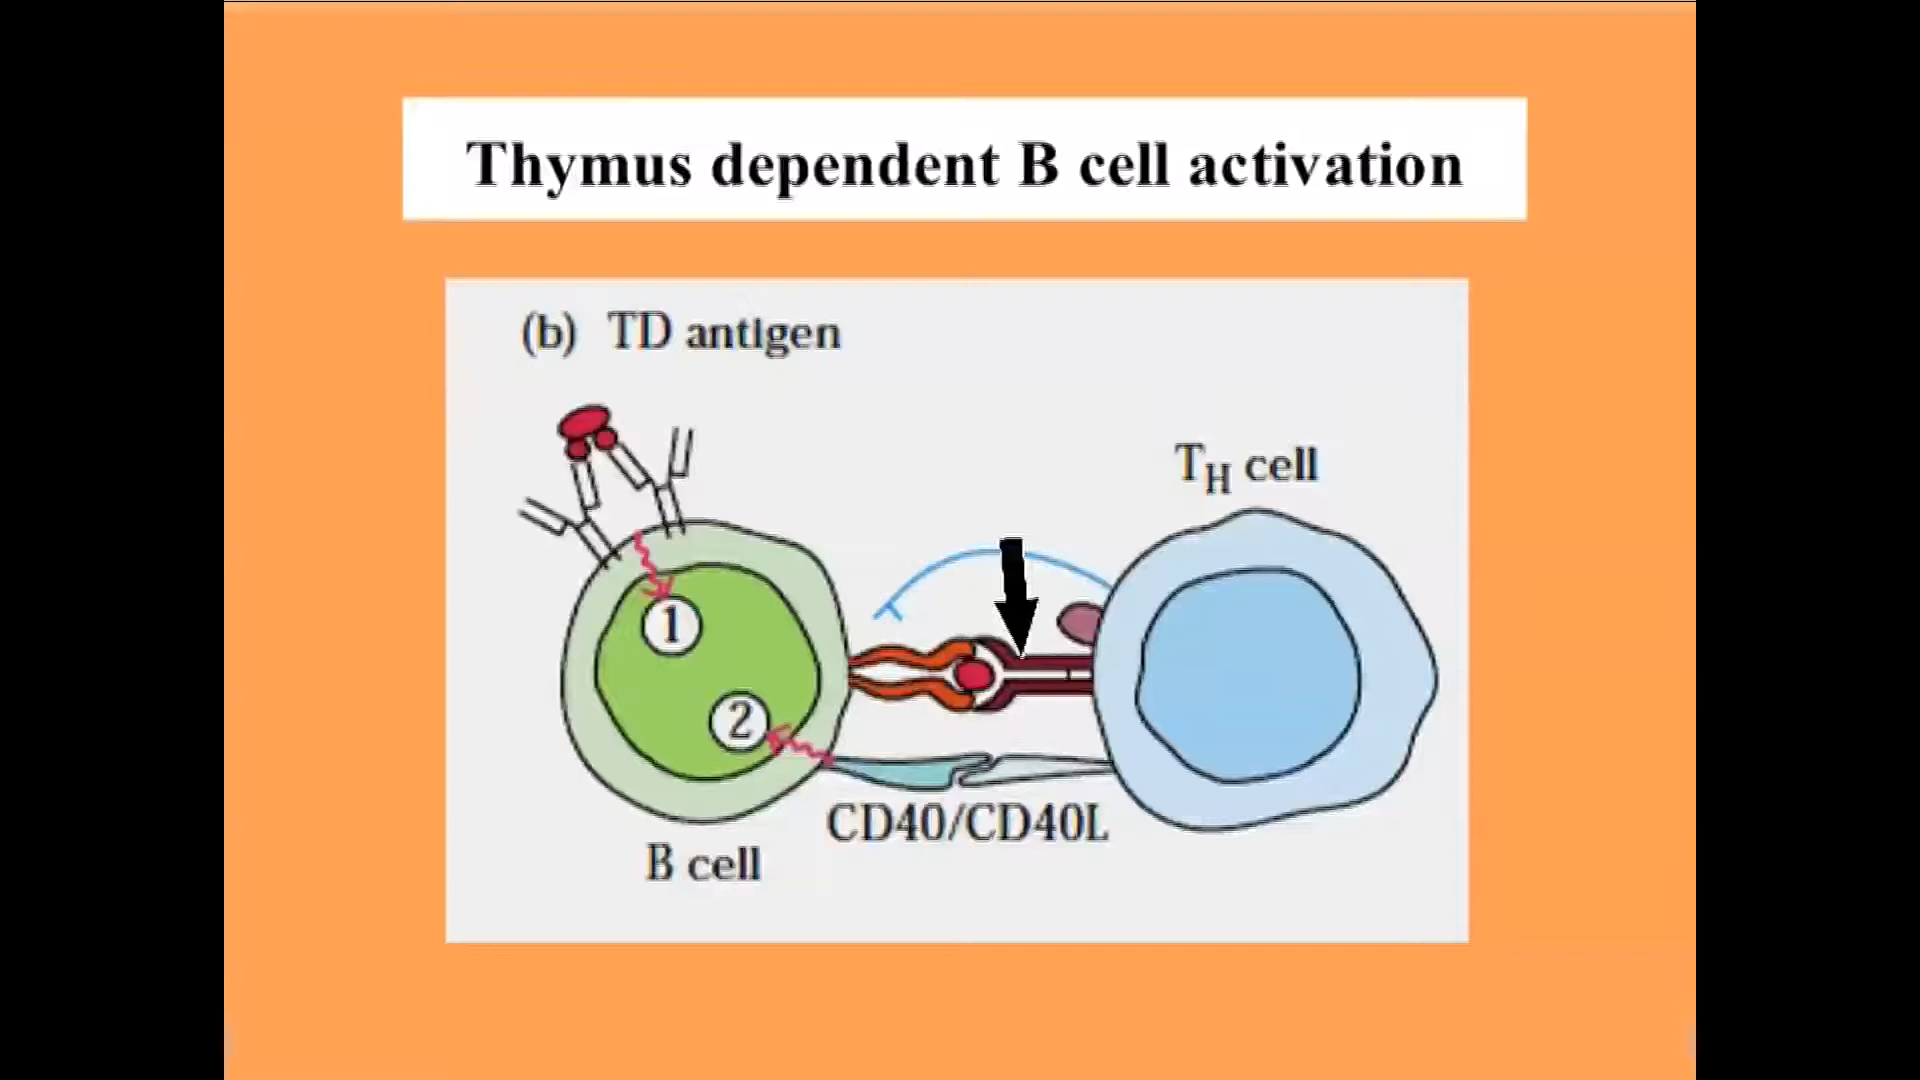 Thymus dependent B cell activation
(b) TD antigen
TH cell
1
2
CD40/CD40L
B cell